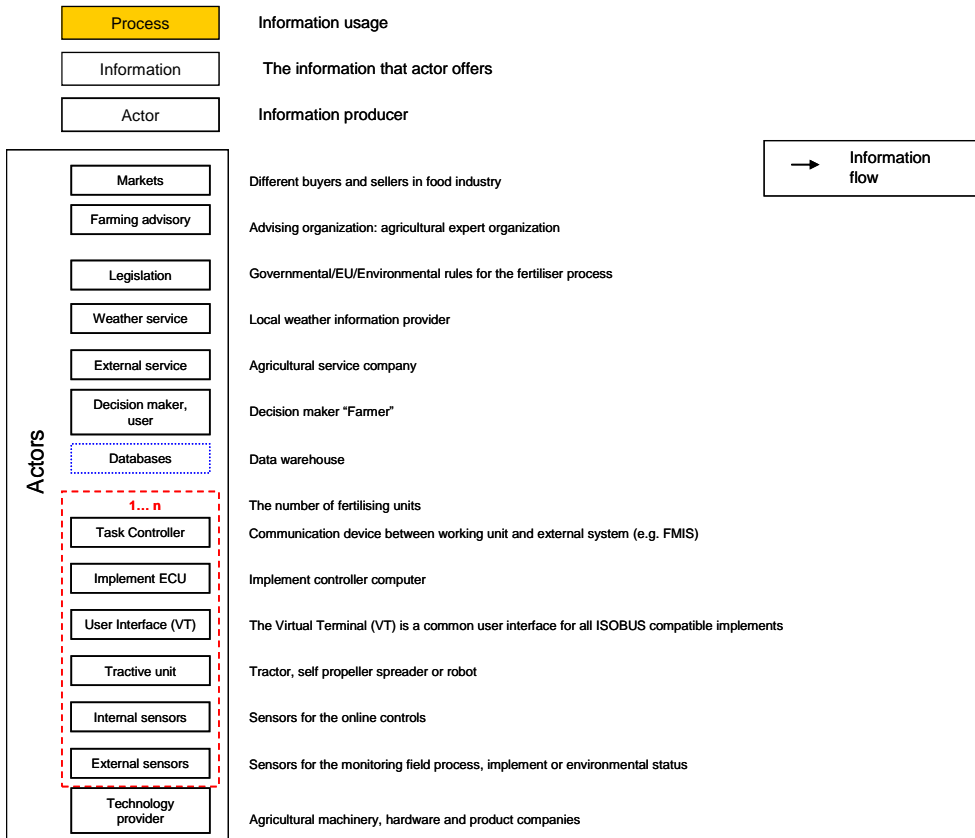 Process Information usage
Information The information that actor offers
Actor Information producer
Information
flow
Actors
Markets Different buyers and sellers in food industry
Farming advisory Advising organization: agricultural expert organization
Legislation Governmental/EU/Environmental rules for the fertiliser process
Weather service Local weather information provider
External service Agricultural service company
Decision maker,
user Decision maker “Farmer”
Databases Data warehouse
1... n The number of fertilising units
Task Controller Communication device between working unit and external system (e.g. FMIS)
Implement ECU Implement controller computer
User Interface (VT) The Virtual Terminal (VT) is a common user interface for all ISOBUS compatible implements
Tractive unit Tractor, self propeller spreader or robot
Internal sensors Sensors for the online controls
External sensors Sensors for the monitoring field process, implement or environmental status
Technology
provider Agricultural machinery, hardware and product companies